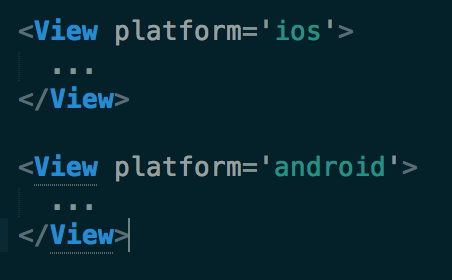 <View platform='ios'>
...
</View>
<View platform='android'>
...
</View>